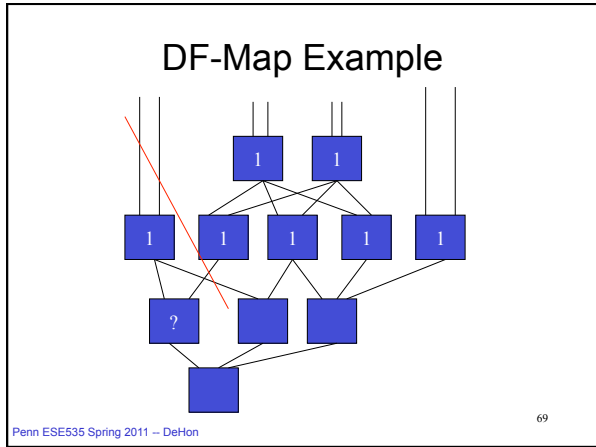 DF-Map Example
1 1
1 1 1 1 1
?
69
Penn ESE535 Spring 2011 -- DeHon